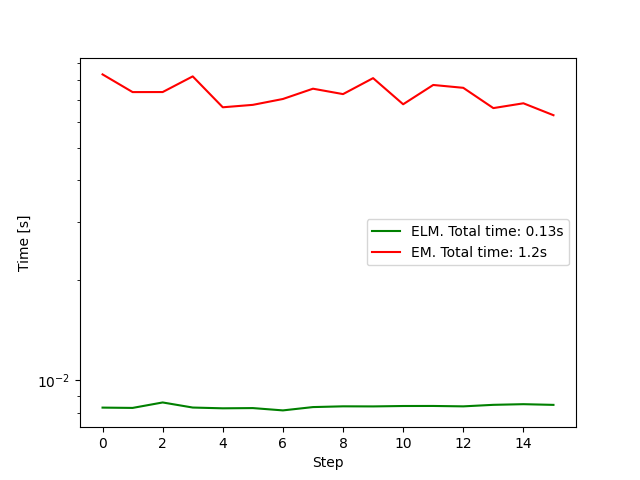 Time [s]
10⁻²
ELM. Total time: 0.13s
EM. Total time: 1.2s
0 2 4 6 8 10 12 14
Step